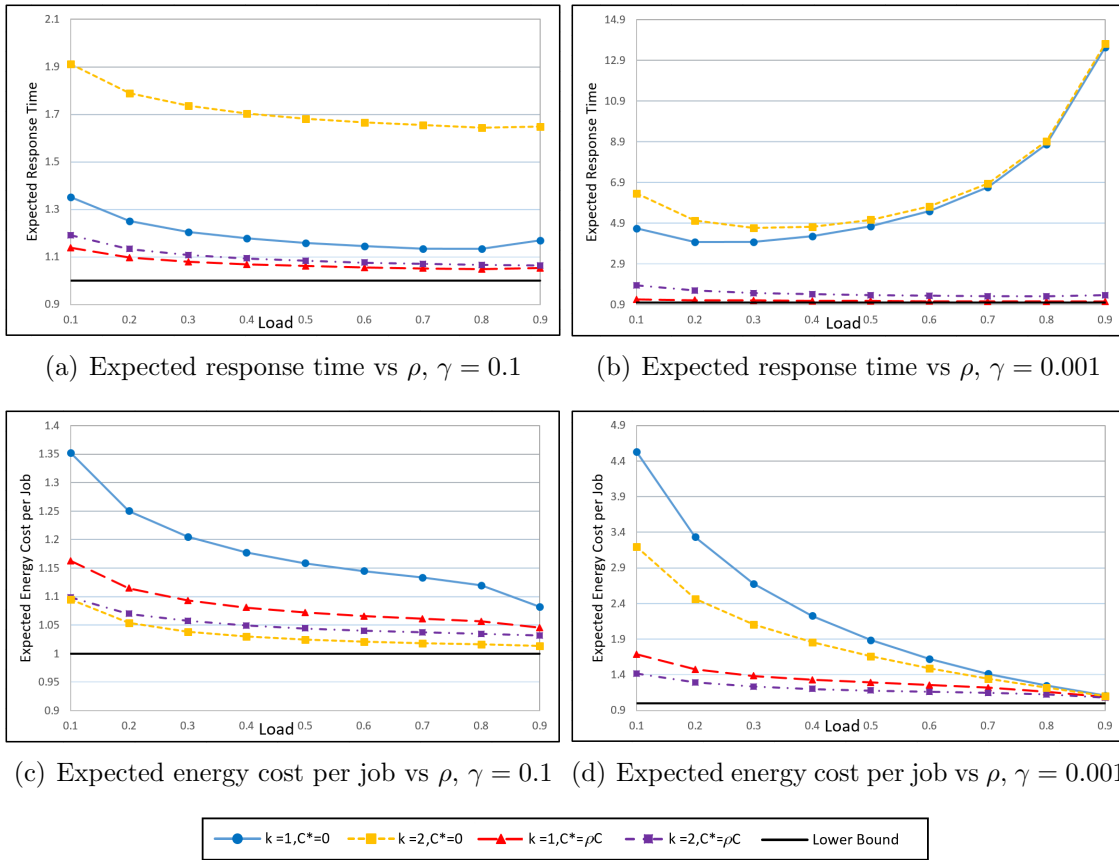 2.1
1.9
1.7
1.5
1.3
1.1
0.9
Expected Response Time
0.1 0.2 0.3 0.4 0.5 0.6 0.7 0.8 0.9
Load
14.9
12.9
10.9
8.9
6.9
4.9
2.9
0.9
Expected Response Time
0.1 0.2 0.3 0.4 0.5 0.6 0.7 0.8 0.9
Load
(a) Expected response time vs ρ, γ = 0.1
(b) Expected response time vs ρ, γ = 0.001
1.4
1.35
1.3
1.25
1.2
1.15
1.1
1.05
1
0.95
0.9
Expected Energy Cost per Job
0.1 0.2 0.3 0.4 0.5 0.6 0.7 0.8 0.9
Load
4.9
4.4
3.9
3.4
2.9
2.4
1.9
1.4
0.9
Expected Energy Cost per Job
0.1 0.2 0.3 0.4 0.5 0.6 0.7 0.8 0.9
Load
(c) Expected energy cost per job vs ρ, γ = 0.1
(d) Expected energy cost per job vs ρ, γ = 0.001
k =1,C*=0 k =2,C*=0 k =1,C*=ρC k =2,C*=ρC Lower Bound